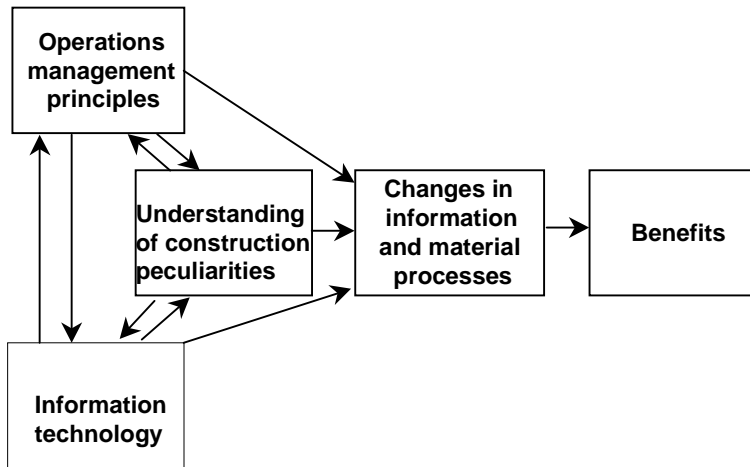 Operations
management
principles
Understanding
of construction
peculiarities
Changes in
information
and material
processes
Benefits
Information
technology